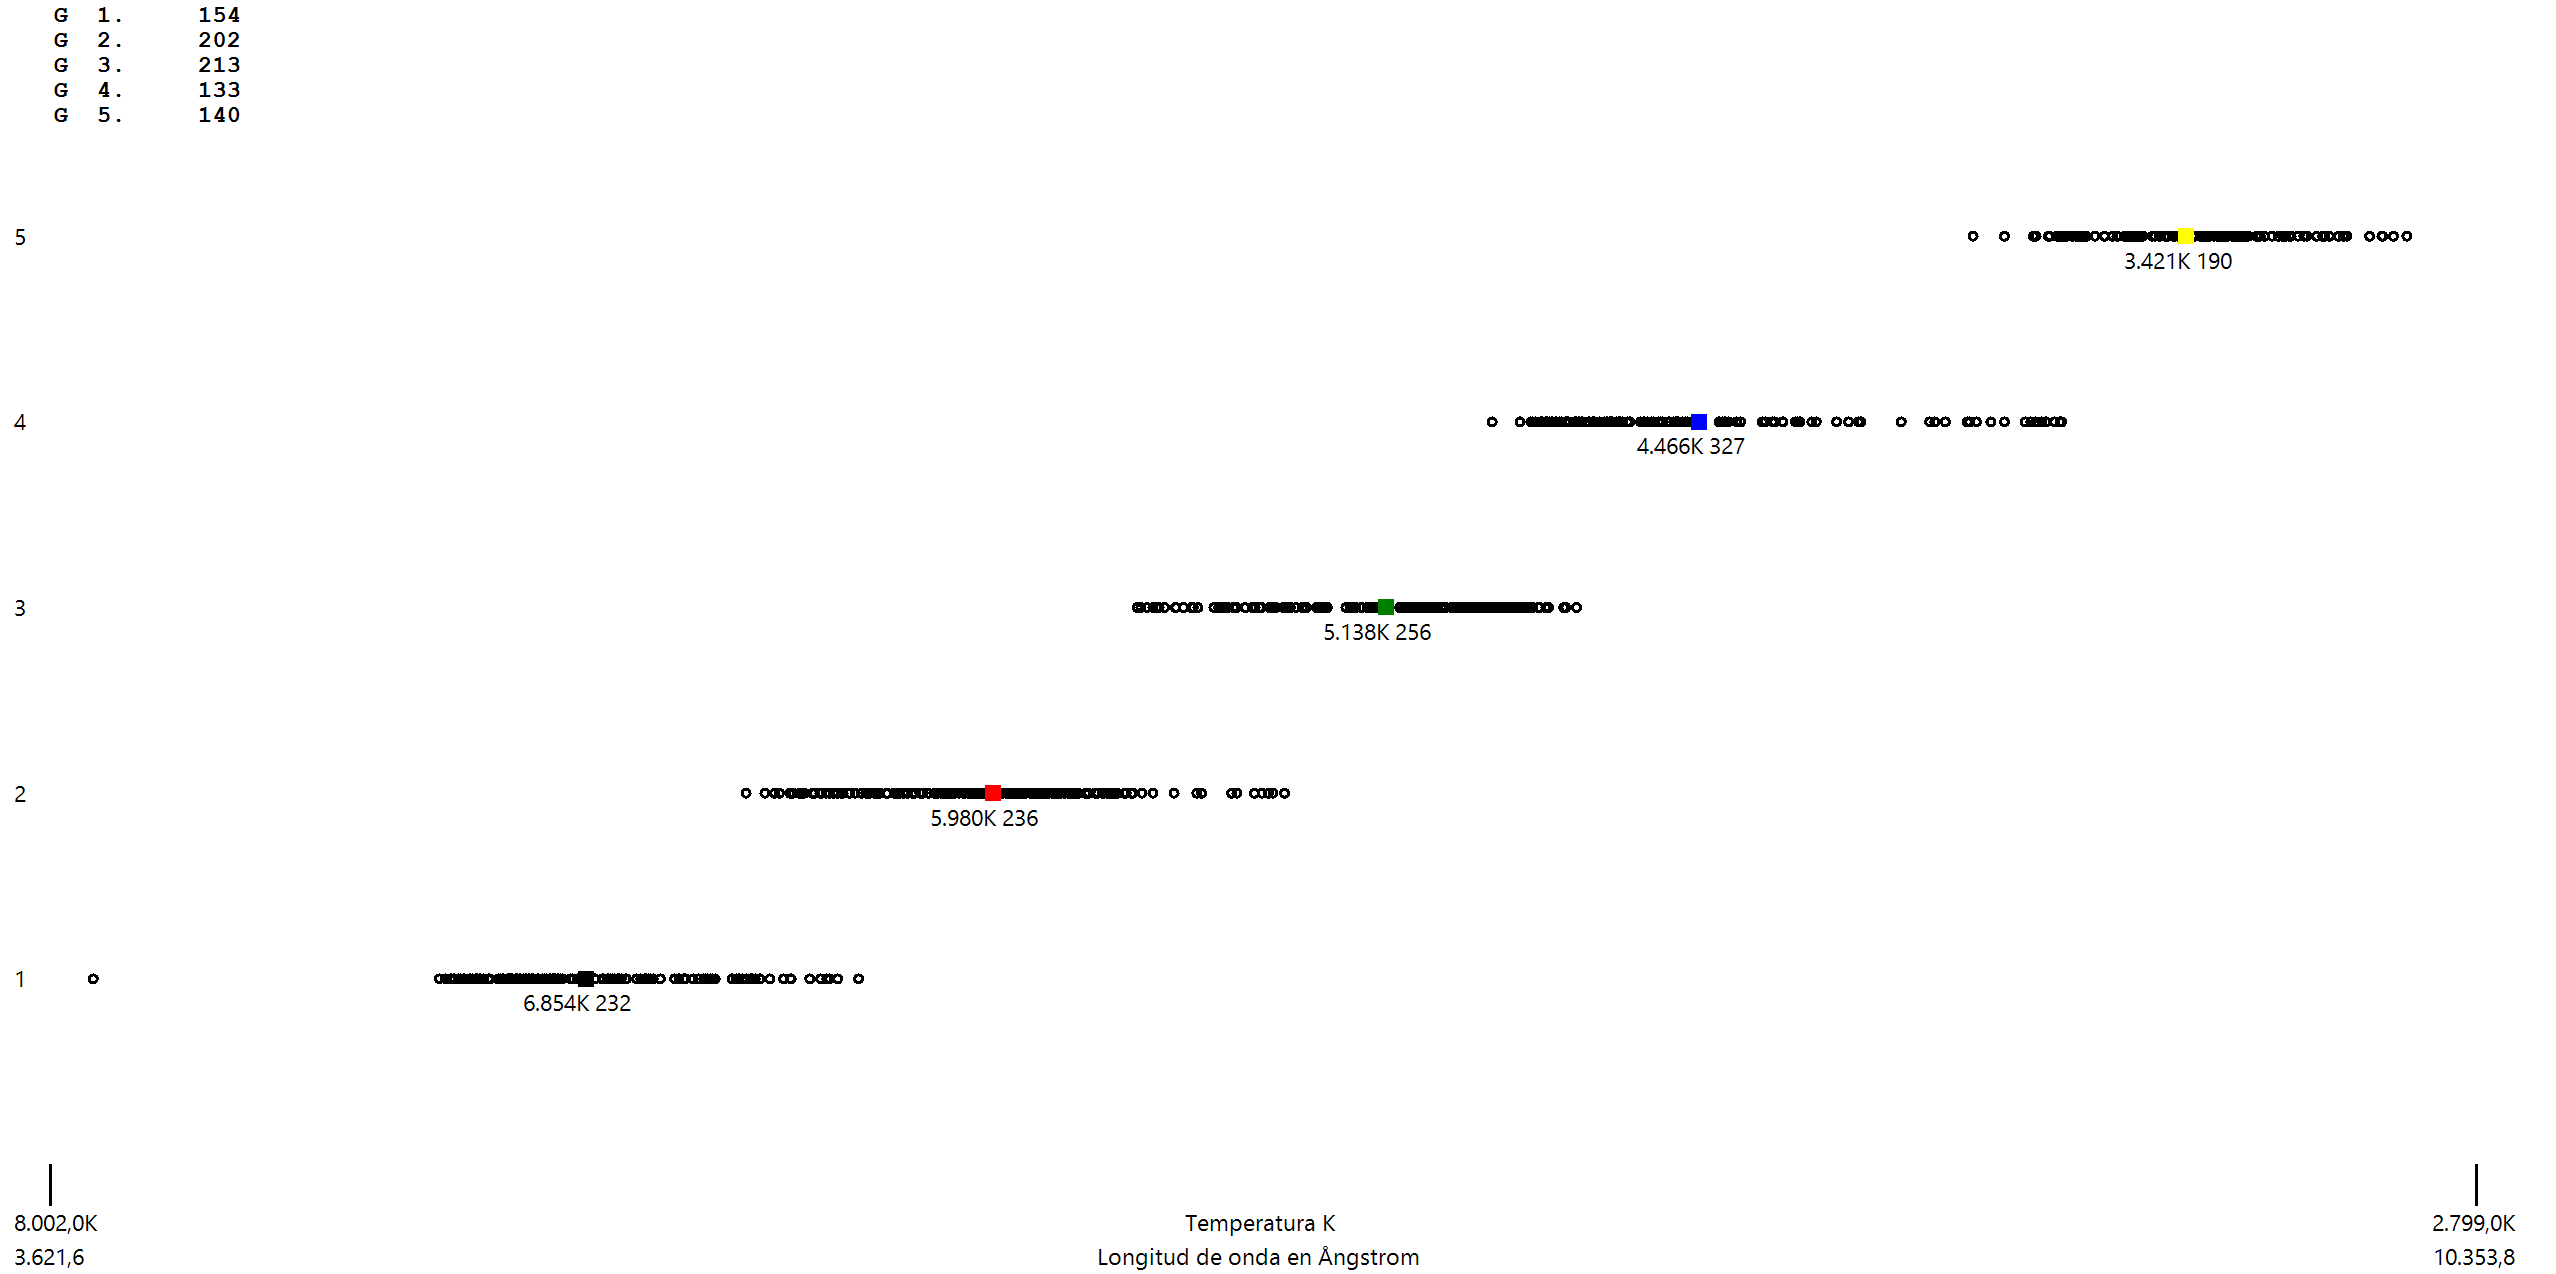 G 1. 154
G 2. 202
G 3. 213
G 4. 133
G 5. 140
5
3.421K 190
4
4.466K 327
3
5.138K 256
2
5.980K 236
1
6.854K 232
8.002,0K Temperatura K 2.799,0K
3.621,6 Longitud de onda en Ångstrom 10.353,8